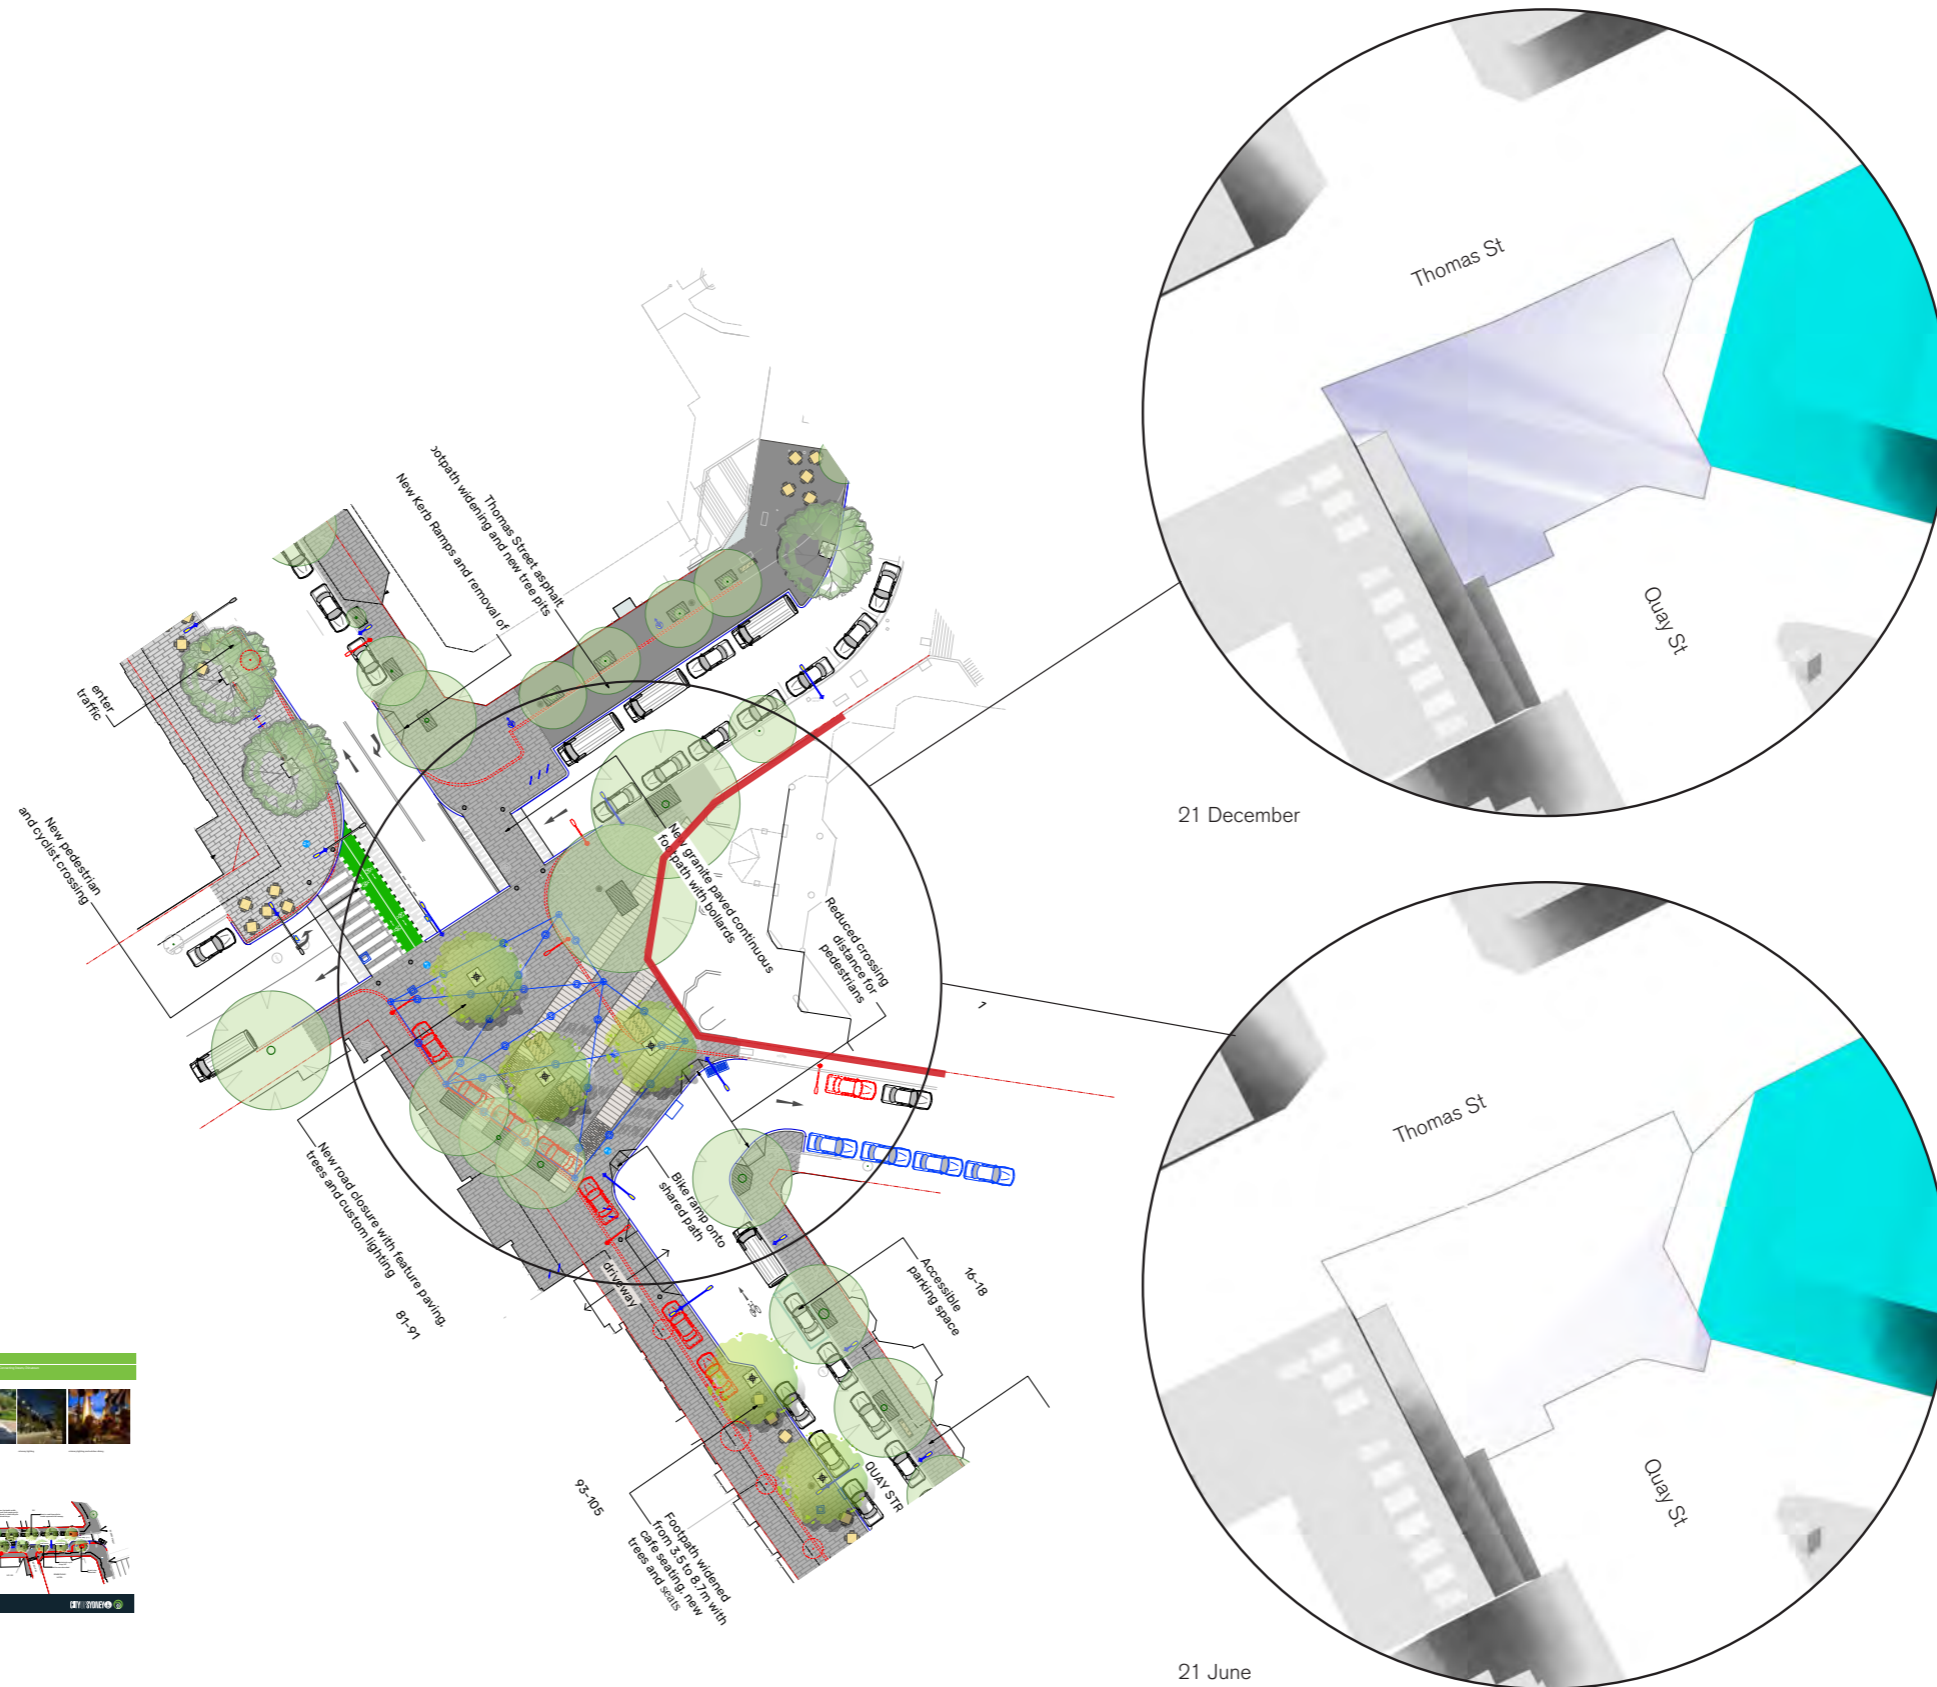 Thomas St
Quay St
21 December
Thomas St
Quay St
21 June
Thomas Street asphalt
ootpath widening and new tree pits
New Kerb Ramps and removal of
enter
traffic
New pedestrian
and cyclist crossing
New granite paved continuous
footpath with bollards
Reduced crossing
distance for
pedestrians
1
New road closure with feature paving,
trees and custom lighting
81-91
Bike ramp onto
shared path
driveway
Accessible
parking space
16-18
93-105
QUAY STR
Footpath widened
from 3.5 to 8.7m with
cafe seating, new
trees and seats
CITY OF SYDNEY